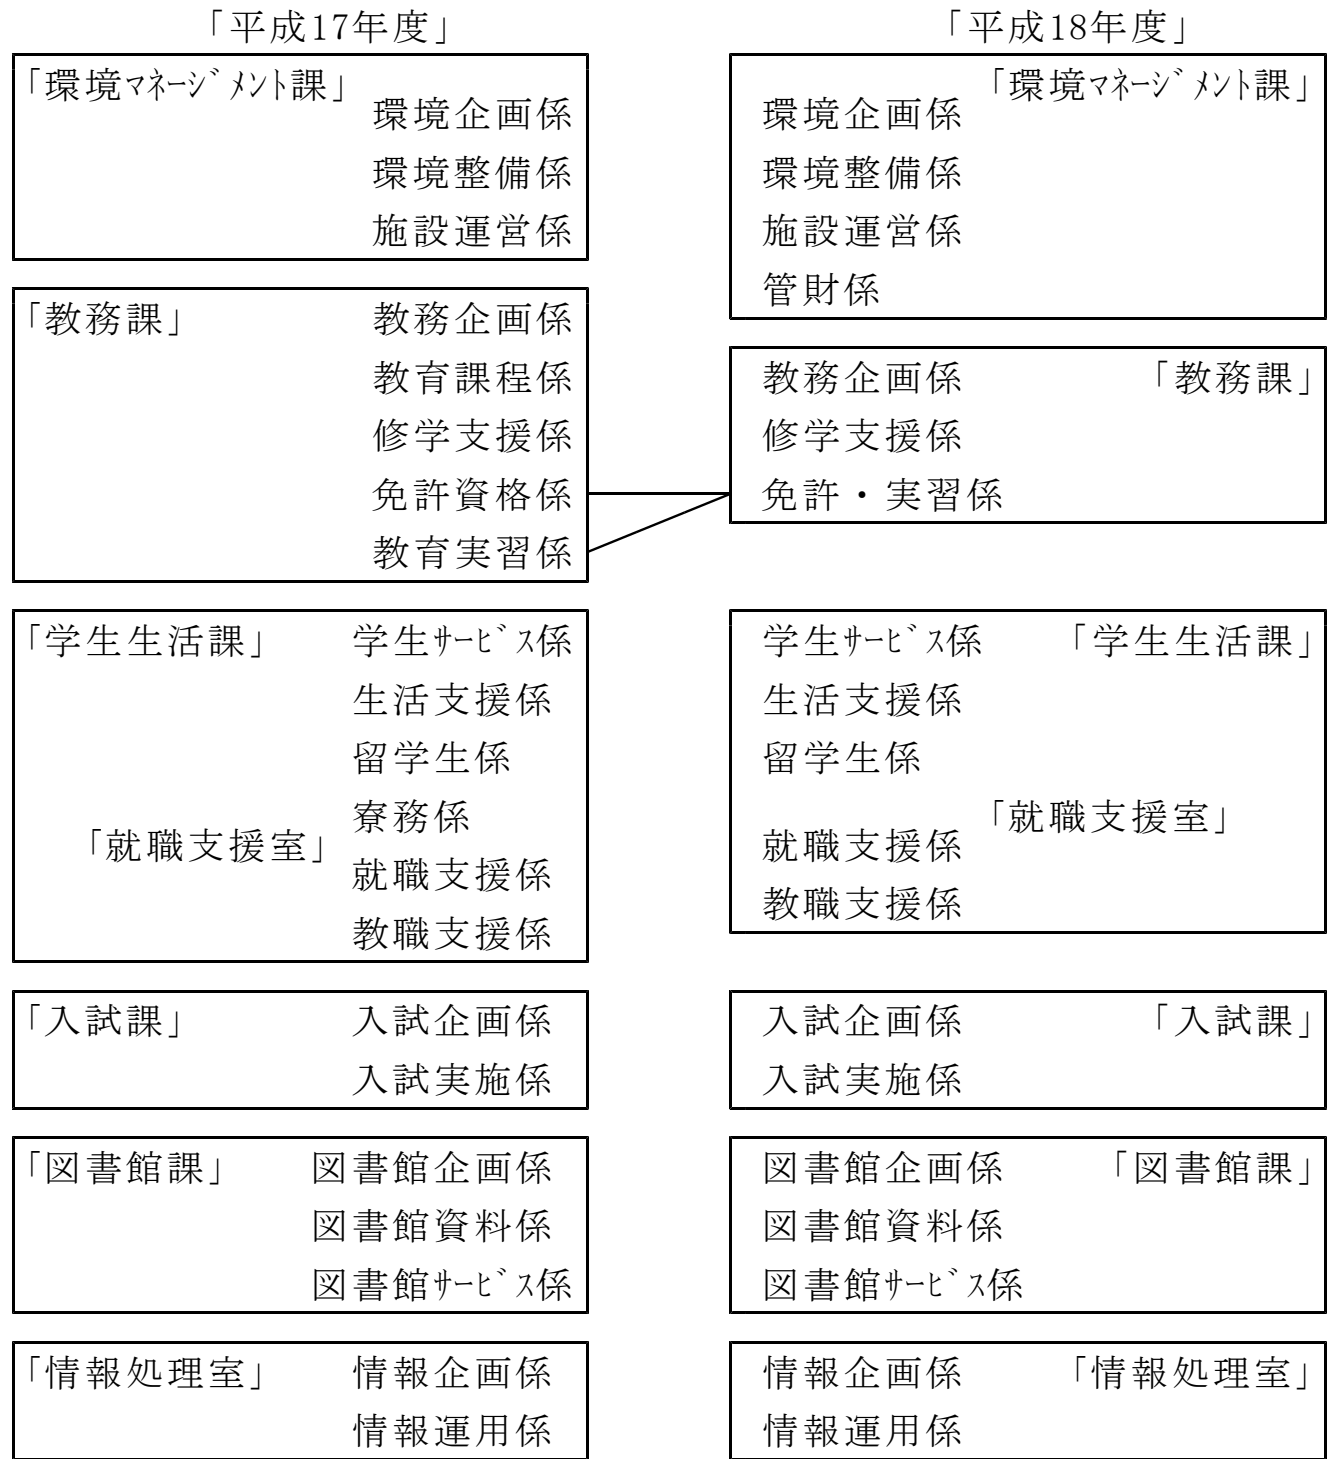 「平成17年度」
「環境ﾏﾈｰｼﾞﾒﾝﾄ課」
環境企画係
環境整備係
施設運営係
「教務課」 教務企画係
教育課程係
修学支援係
免許資格係
教育実習係
「学生生活課」 学生ｻｰﾋﾞｽ係
生活支援係
留学生係
寮務係
「就職支援室」
就職支援係
教職支援係
「入試課」 入試企画係
入試実施係
「図書館課」 図書館企画係
図書館資料係
図書館ｻｰﾋﾞｽ係
「情報処理室」 情報企画係
情報運用係
「平成18年度」
「環境ﾏﾈｰｼﾞﾒﾝﾄ課」
環境企画係
環境整備係
施設運営係
管財係
教務企画係 「教務課」
修学支援係
免許・実習係
学生ｻｰﾋﾞｽ係 「学生生活課」
生活支援係
留学生係
「就職支援室」
就職支援係
教職支援係
入試企画係 「入試課」
入試実施係
図書館企画係 「図書館課」
図書館資料係
図書館ｻｰﾋﾞｽ係
情報企画係 「情報処理室」
情報運用係